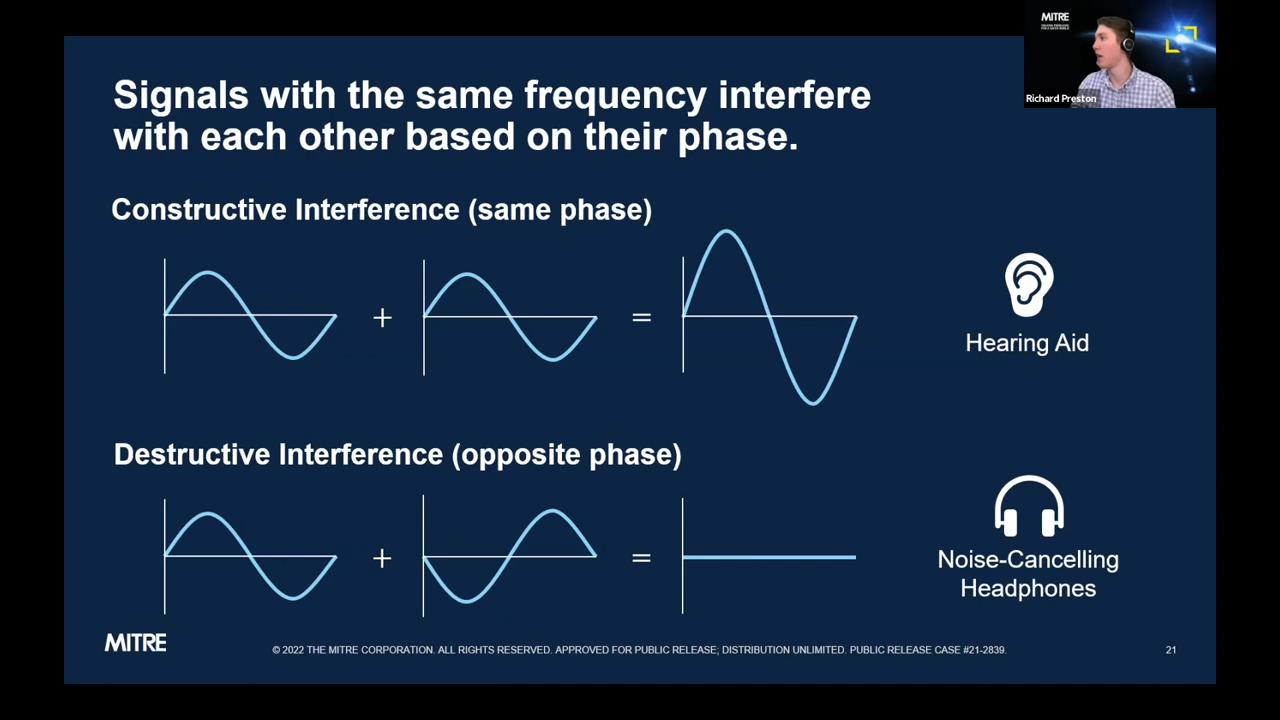 MITRE
Richard Preston
Signals with the same frequency interfere
with each other based on their phase.
Constructive Interference (same phase)
+
=
Hearing Aid
Destructive Interference (opposite phase)
+
=
Noise-Cancelling
Headphones
MITRE
© 2022 THE MITRE CORPORATION. ALL RIGHTS RESERVED. APPROVED FOR PUBLIC RELEASE; DISTRIBUTION UNLIMITED. PUBLIC RELEASE CASE #21-2839.
21